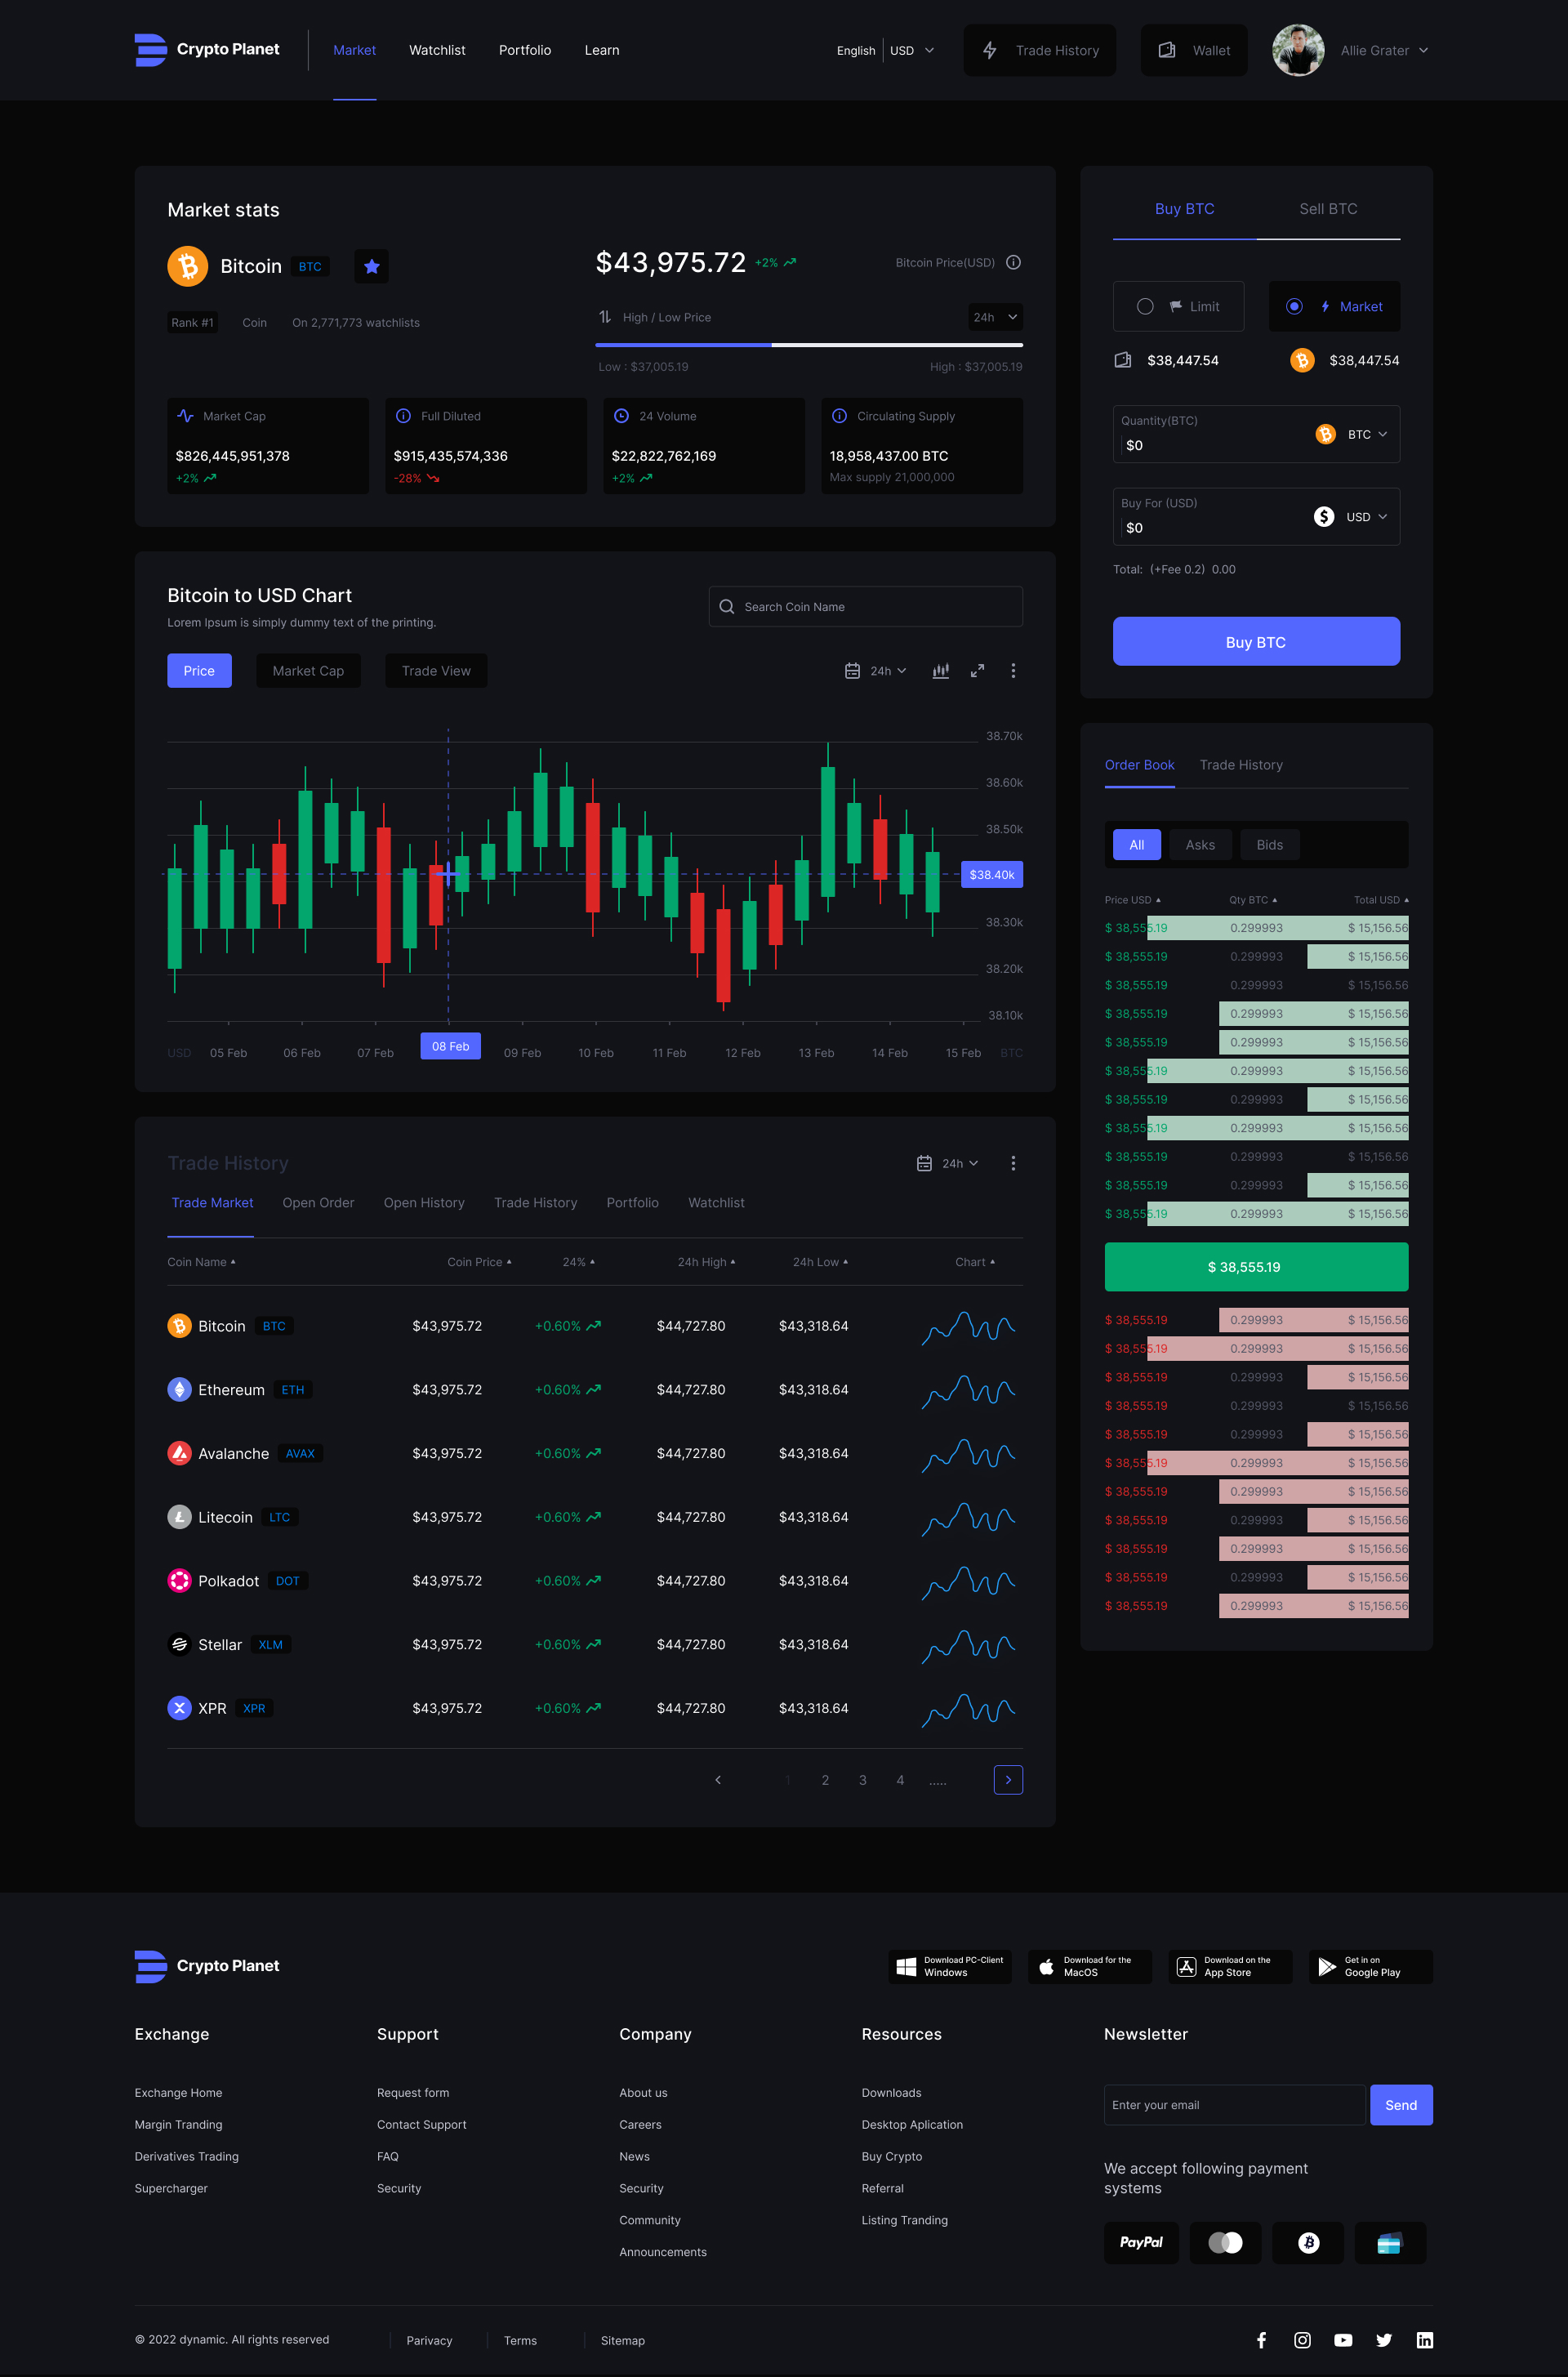 Crypto Planet
Market
Watchlist
Portfolio
Learn
English
USD
Trade History
Wallet
Allie Grater
Market stats
Bitcoin
BTC
$43,975.72
+2%
Bitcoin Price(USD)
Rank #1
Coin
On 2,771,773 watchlists
High / Low Price
24h
Low : $37,005.19
High : $37,005.19
Market Cap
$826,445,951,378
+2%
Full Diluted
$915,435,574,336
-28%
24 Volume
$22,822,762,169
+2%
Circulating Supply
18,958,437.00 BTC
Max supply 21,000,000
Buy BTC
Sell BTC
Limit
Market
$38,447.54
$38,447.54
Quantity(BTC)
$0
BTC
Buy For (USD)
$0
USD
Total: (+Fee 0.2) 0.00
Buy BTC
Bitcoin to USD Chart
Lorem Ipsum is simply dummy text of the printing.
Search Coin Name
Price
Market Cap
Trade View
24h
38.70k
38.60k
38.50k
$38.40k
38.30k
38.20k
38.10k
USD
05 Feb
06 Feb
07 Feb
08 Feb
09 Feb
10 Feb
11 Feb
12 Feb
13 Feb
14 Feb
15 Feb
BTC
Order Book
Trade History
All
Asks
Bids
Price USD
Qty BTC
Total USD
$ 38,555.19 0.299993 $ 15,156.56
$ 38,555.19 0.299993 $ 15,156.56
$ 38,555.19 0.299993 $ 15,156.56
$ 38,555.19 0.299993 $ 15,156.56
$ 38,555.19 0.299993 $ 15,156.56
$ 38,555.19 0.299993 $ 15,156.56
$ 38,555.19 0.299993 $ 15,156.56
$ 38,555.19 0.299993 $ 15,156.56
$ 38,555.19 0.299993 $ 15,156.56
$ 38,555.19 0.299993 $ 15,156.56
$ 38,555.19 0.299993 $ 15,156.56
$ 38,555.19
$ 38,555.19 0.299993 $ 15,156.56
$ 38,555.19 0.299993 $ 15,156.56
$ 38,555.19 0.299993 $ 15,156.56
$ 38,555.19 0.299993 $ 15,156.56
$ 38,555.19 0.299993 $ 15,156.56
$ 38,555.19 0.299993 $ 15,156.56
$ 38,555.19 0.299993 $ 15,156.56
$ 38,555.19 0.299993 $ 15,156.56
$ 38,555.19 0.299993 $ 15,156.56
$ 38,555.19 0.299993 $ 15,156.56
$ 38,555.19 0.299993 $ 15,156.56
Trade History
24h
Trade Market
Open Order
Open History
Trade History
Portfolio
Watchlist
Coin Name
Coin Price
24%
24h High
24h Low
Chart
Bitcoin BTC $43,975.72 +0.60% $44,727.80 $43,318.64
Ethereum ETH $43,975.72 +0.60% $44,727.80 $43,318.64
Avalanche AVAX $43,975.72 +0.60% $44,727.80 $43,318.64
Litecoin LTC $43,975.72 +0.60% $44,727.80 $43,318.64
Polkadot DOT $43,975.72 +0.60% $44,727.80 $43,318.64
Stellar XLM $43,975.72 +0.60% $44,727.80 $43,318.64
XPR XPR $43,975.72 +0.60% $44,727.80 $43,318.64
1 2 3 4 .....
Crypto Planet
Download PC-Client
Windows
Download for the
MacOS
Download on the
App Store
Get in on
Google Play
Exchange
Exchange Home
Margin Tranding
Derivatives Trading
Supercharger
Support
Request form
Contact Support
FAQ
Security
Company
About us
Careers
News
Security
Community
Announcements
Resources
Downloads
Desktop Aplication
Buy Crypto
Referral
Listing Tranding
Newsletter
Enter your email
Send
We accept following payment
systems
PayPal
© 2022 dynamic. All rights reserved
Parivacy
Terms
Sitemap